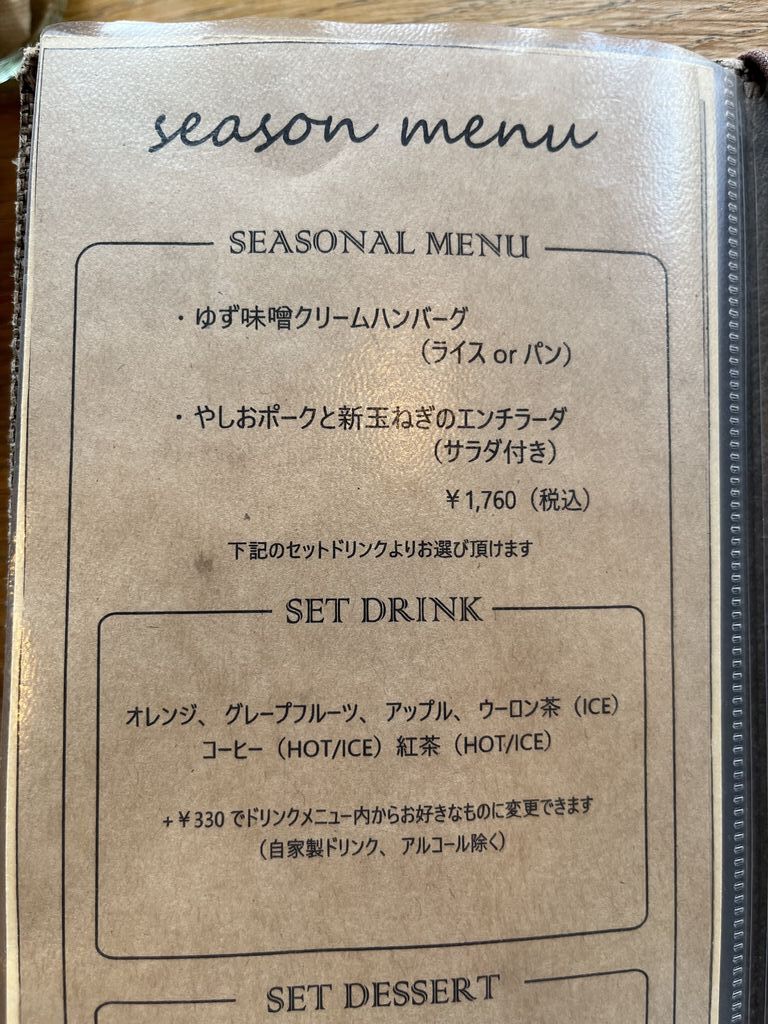 season menu
SEASONAL MENU
・ゆず味噌クリームハンバーグ
（ライス or パン）
・やしおポークと新玉ねぎのエンチラーダ
（サラダ付き）
￥1,760（税込）
下記のセットドリンクよりお選び頂けます
SET DRINK
オレンジ、グレープフルーツ、アップル、ウーロン茶（ICE）
コーヒー（HOT/ICE）紅茶（HOT/ICE）
+￥330 でドリンクメニュー内からお好きなものに変更できます
（自家製ドリンク、アルコール除く）
SET DESSERT